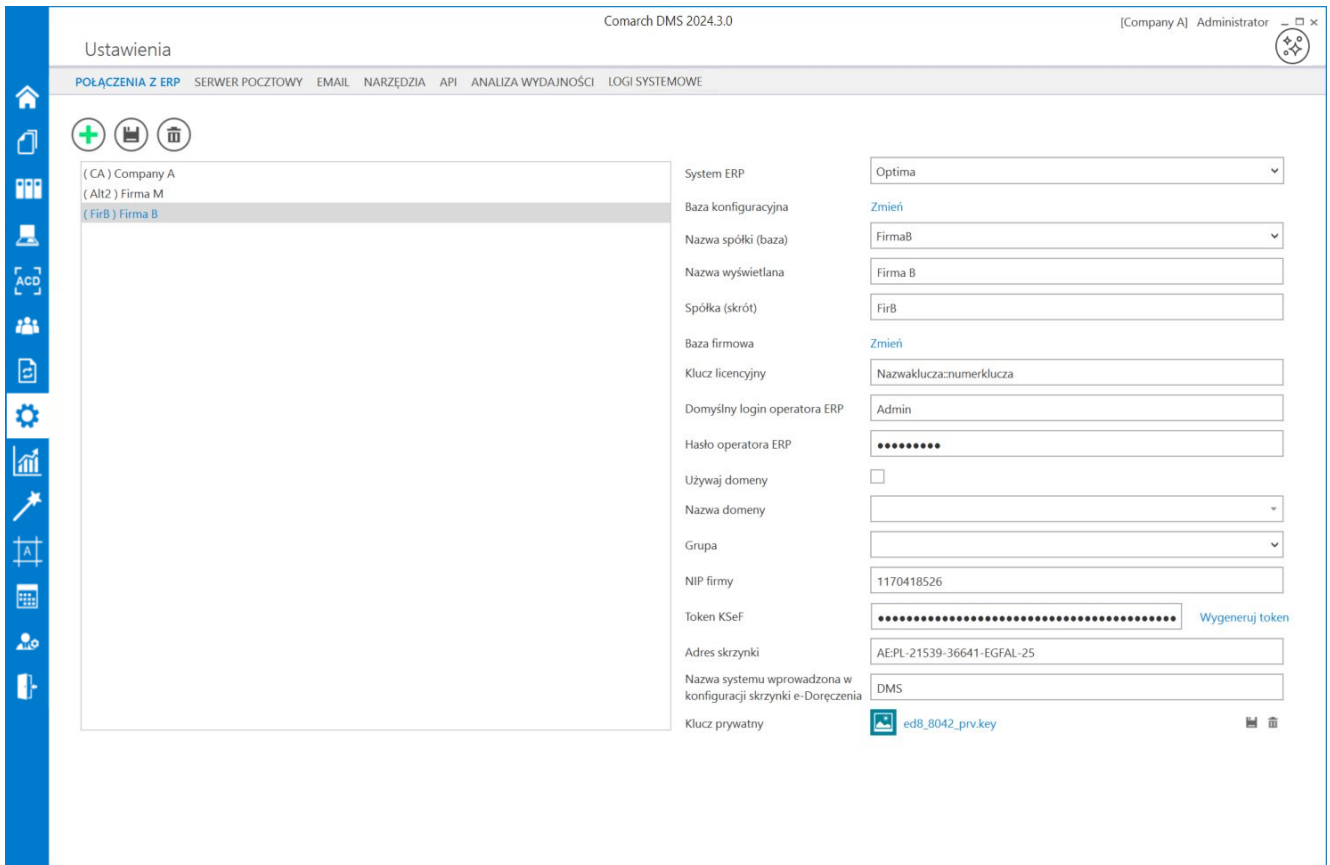 Comarch DMS 2024.3.0
[Company A] Administrator
Ustawienia
POŁĄCZENIA Z ERP SERWER POCZTOWY EMAIL NARZĘDZIA API ANALIZA WYDAJNOŚCI LOGI SYSTEMOWE
( CA ) Company A
( Alt2 ) Firma M
( FirB ) Firma B
System ERP Optima
Baza konfiguracyjna Zmień
Nazwa spółki (baza) FirmaB
Nazwa wyświetlana Firma B
Spółka (skrót) FirB
Baza firmowa Zmień
Klucz licencyjny Nazwaklucza::numerklucza
Domyślny login operatora ERP Admin
Hasło operatora ERP •••••••••
Używaj domeny
Nazwa domeny
Grupa
NIP firmy 1170418526
Token KSeF ••••••••••••••••••••••••••••••••••••••••••• Wygeneruj token
Adres skrzynki AE:PL-21539-36641-EGFAL-25
Nazwa systemu wprowadzona w
konfiguracji skrzynki e-Doręczenia DMS
Klucz prywatny ed8_8042_prv.key
ACD
A